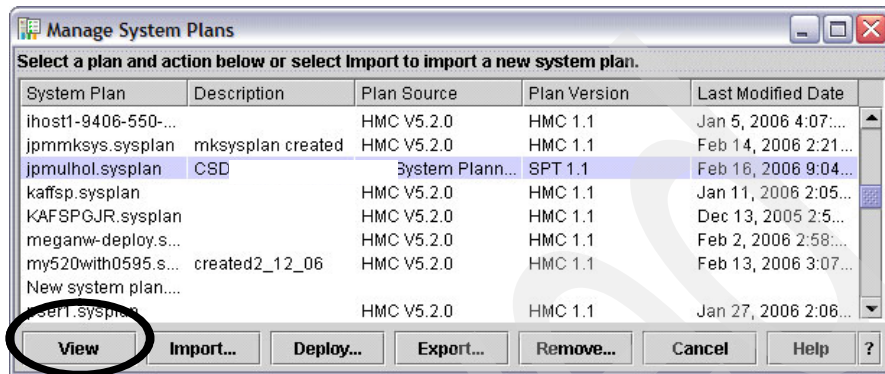 Manage System Plans
Select a plan and action below or select Import to import a new system plan.
System Plan Description Plan Source Plan Version Last Modified Date
ihost1-9406-550-... HMC V5.2.0 HMC 1.1 Jan 5, 2006 4:07:...
jpmmksys.sysplan mksysplan created HMC V5.2.0 HMC 1.1 Feb 14, 2006 2:21...
jpmulhol.sysplan CSD System Plann... SPT 1.1 Feb 16, 2006 9:04...
kaffsp.sysplan HMC V5.2.0 HMC 1.1 Jan 11, 2006 2:05...
KAFSPGJR.sysplan HMC V5.2.0 HMC 1.1 Dec 13, 2005 2:5...
meganw-deploy.s... HMC V5.2.0 HMC 1.1 Feb 2, 2006 2:58:...
my520with0595.s... created2_12_06 HMC V5.2.0 HMC 1.1 Feb 13, 2006 3:07...
New system plan....
HMC V5.2.0 HMC 1.1 Jan 27, 2006 2:06...
View Import... Deploy... Export... Remove... Cancel Help ?